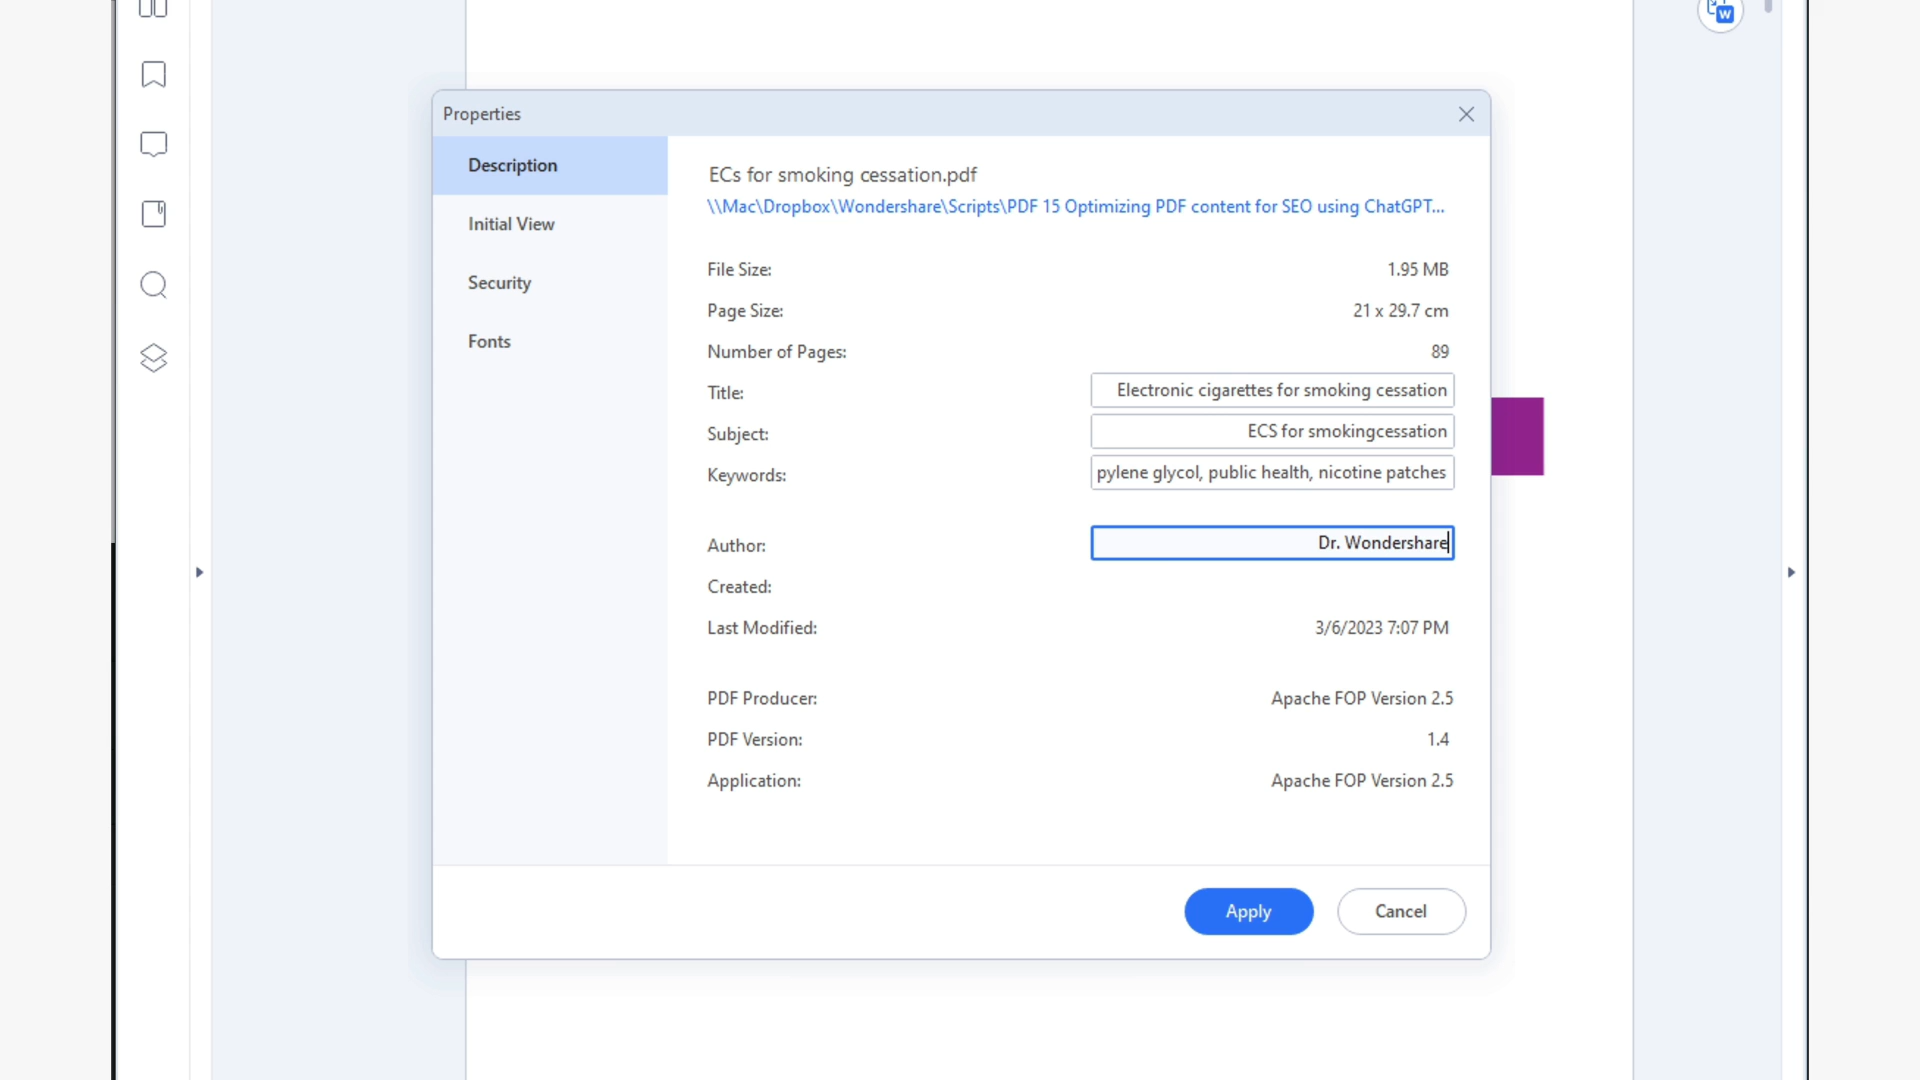 W
Properties
Description
Initial View
Security
Fonts
ECs for smoking cessation.pdf
\\Mac\Dropbox\Wondershare\Scripts\PDF 15 Optimizing PDF content for SEO using ChatGPT...
File Size: 1.95 MB
Page Size: 21 x 29.7 cm
Number of Pages: 89
Title: Electronic cigarettes for smoking cessation
Subject: ECS for smokingcessation
Keywords: pylene glycol, public health, nicotine patches
Author: Dr. Wondershare
Created:
Last Modified: 3/6/2023 7:07 PM
PDF Producer: Apache FOP Version 2.5
PDF Version: 1.4
Application: Apache FOP Version 2.5
Apply Cancel